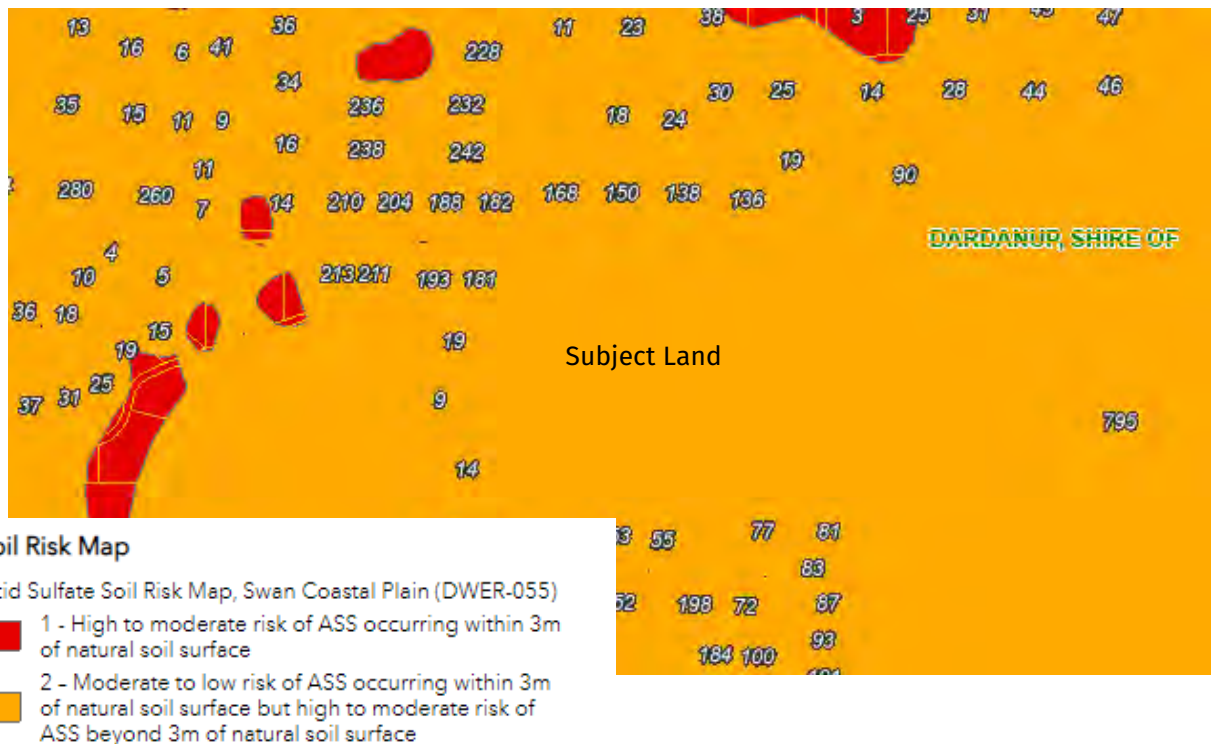 13 36 11 23 38 3 25 31 45 47
16 6 41 228
34
35 15 11 9 236 232 18 24 30 25 14 28 44 46
16 238 242 19
11 90
280 260 7 14 210 204 188 182 168 150 138 136
DARDANUP, SHIRE OF
4
10 5 213 211 193 181
36 18 15 19
19 Subject Land
37 31 25 9
795
14
53 55 77 81
83
52 198 72 87
93
184 100
oil Risk Map
cid Sulfate Soil Risk Map, Swan Coastal Plain (DWER-055)
1 - High to moderate risk of ASS occurring within 3m
of natural soil surface
2 - Moderate to low risk of ASS occurring within 3m
of natural soil surface but high to moderate risk of
ASS beyond 3m of natural soil surface